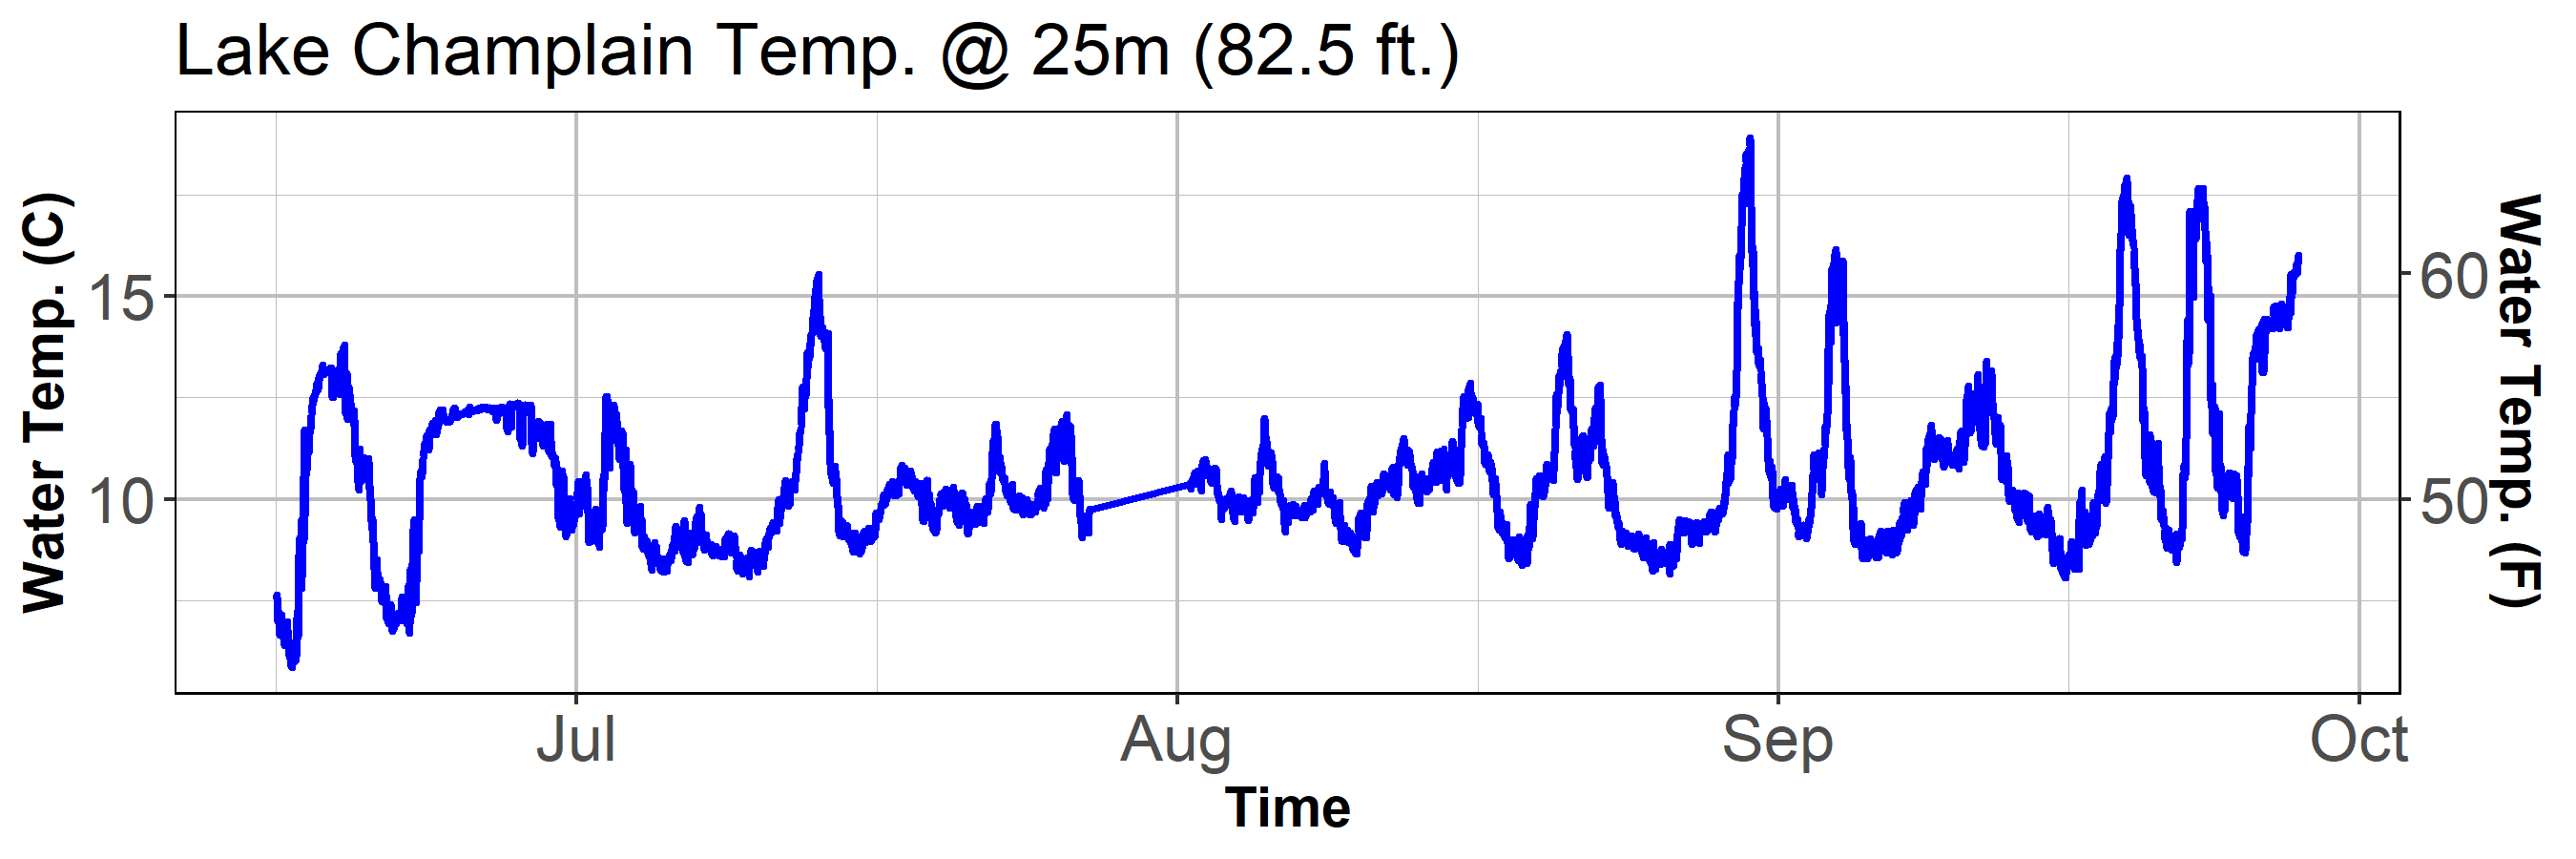 Lake Champlain Temp. @ 25m (82.5 ft.)
Water Temp. (C)
15
10
60
50
Water Temp. (F)
Jul
Aug
Sep
Oct
Time